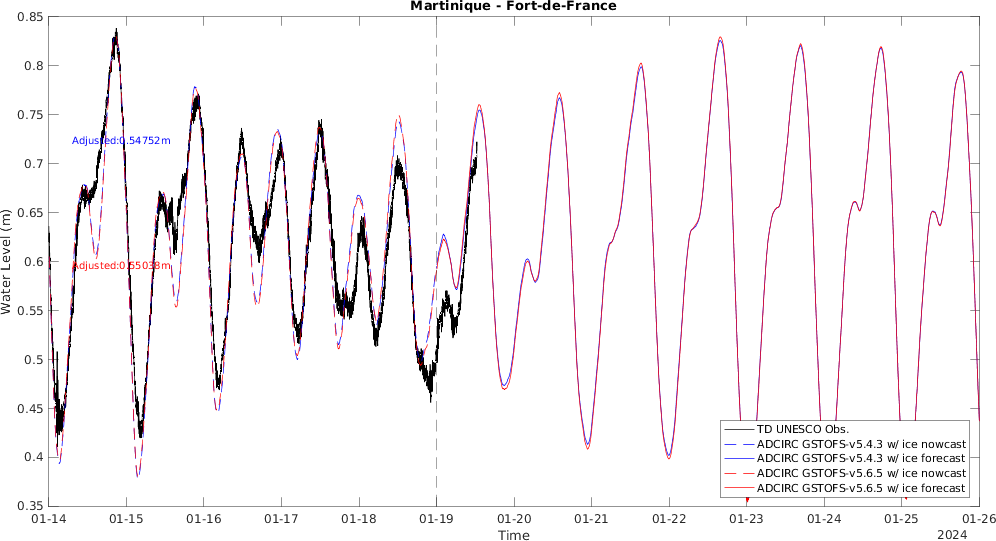 Martinique - Fort-de-France
0.85
0.8
0.75
Adjusted:0.54752m
0.7
0.65
0.6
Adjusted:0.55038m
0.55
0.5
0.45
0.4
0.35
Water Level (m)
TD UNESCO Obs.
ADCIRC GSTOFS-v5.4.3 w/ ice nowcast
ADCIRC GSTOFS-v5.4.3 w/ ice forecast
ADCIRC GSTOFS-v5.6.5 w/ ice nowcast
ADCIRC GSTOFS-v5.6.5 w/ ice forecast
01-14 01-15 01-16 01-17 01-18 01-19 01-20 01-21 01-22 01-23 01-24 01-25 01-26
Time
2024